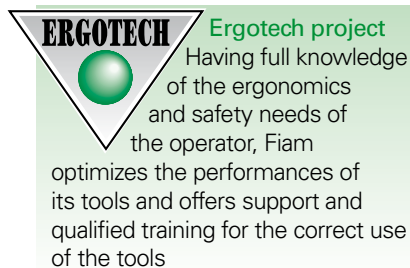 ERGOTECH
Ergotech project
Having full knowledge
of the ergonomics
and safety needs of
the operator, Fiam
optimizes the performances of
its tools and offers support and
qualified training for the correct use
of the tools